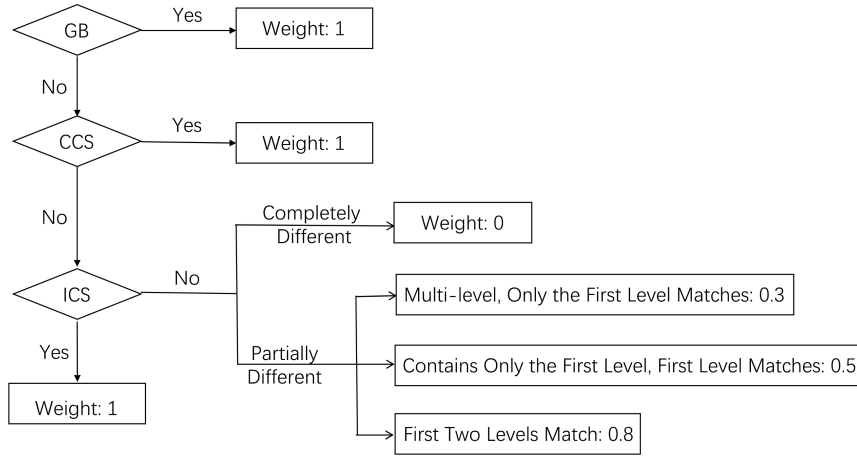 GB
Yes
Weight: 1
No
CCS
Yes
Weight: 1
No
ICS
No
Completely
Different
Weight: 0
Partially
Different
Multi-level, Only the First Level Matches: 0.3
Contains Only the First Level, First Level Matches: 0.5
First Two Levels Match: 0.8
Yes
Weight: 1